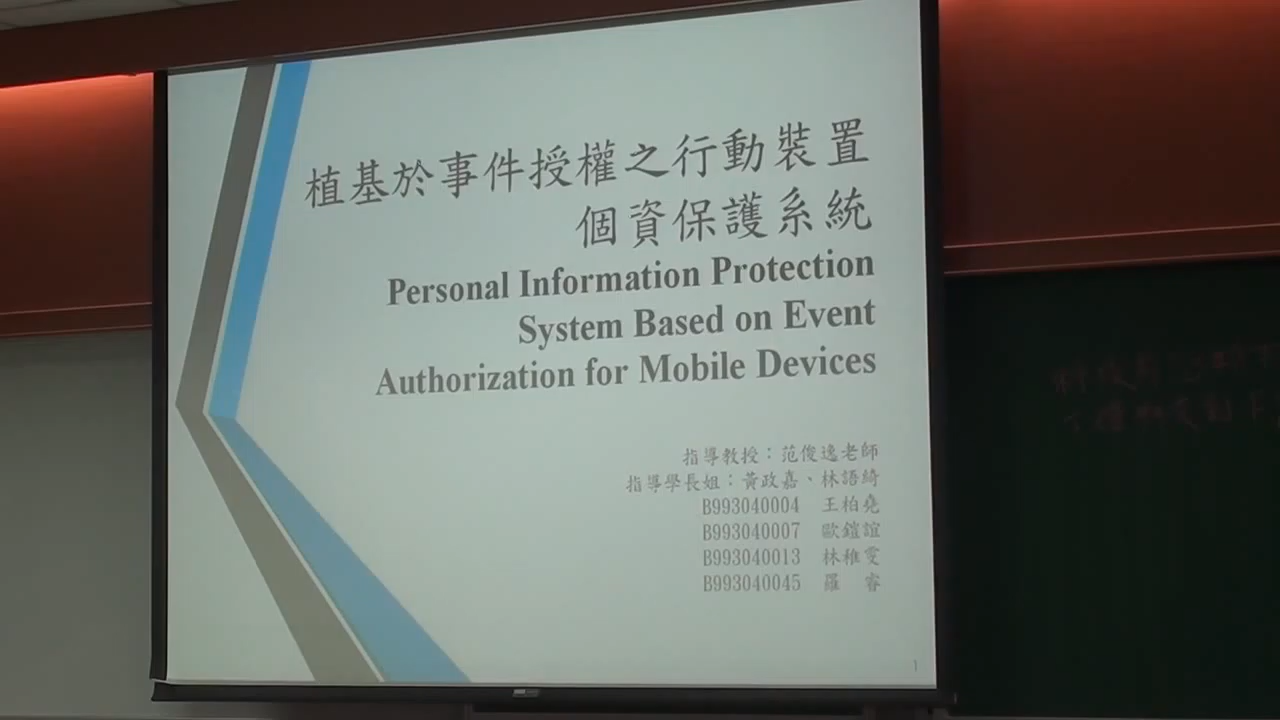 植基於事件授權之行動裝置
個資保護系統
Personal Information Protection
System Based on Event
Authorization for Mobile Devices
指導教授：范俊逸老師
指導學長姐：黃政嘉、林語綺
B993040004 王柏堯
B993040007 歐鎧誼
B993040013 林稚雯
B993040045 羅 睿
1